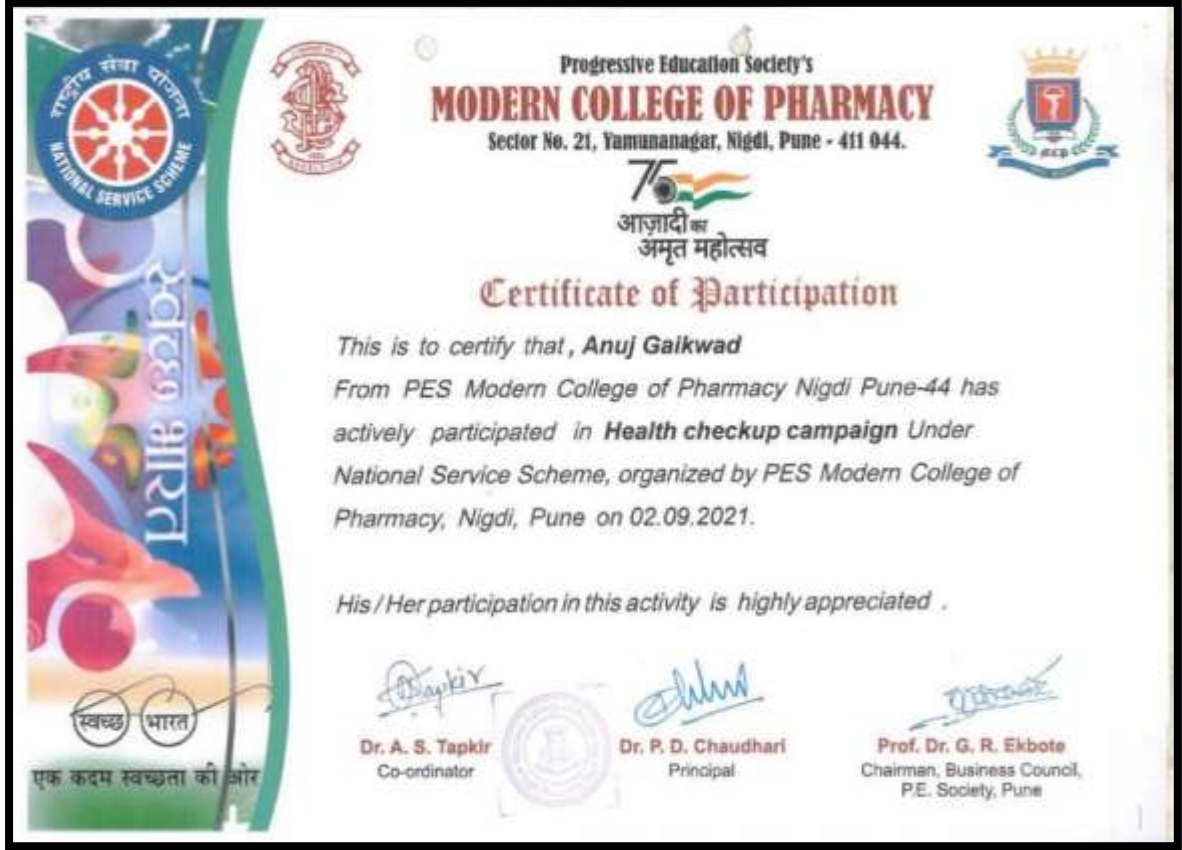 राष्ट्रीय सेवा योजना
NATIONAL SERVICE SCHEME
Progressive Education Society's
MODERN COLLEGE OF PHARMACY
Sector No. 21, Yamunanagar, Nigdi, Pune - 411 044.
75
आज़ादी का
अमृत महोत्सव
MCP
Certificate of Participation
This is to certify that , Anuj Gaikwad
From PES Modern College of Pharmacy Nigdi Pune-44 has
actively participated in Health checkup campaign Under
National Service Scheme, organized by PES Modern College of
Pharmacy, Nigdi, Pune on 02.09.2021.
His / Her participation in this activity is highly appreciated .
स्वच्छ भारत
स्वच्छ भारत
एक कदम स्वच्छता की ओर
Tapkir
Dr. A. S. Tapkir
Co-ordinator
Dr. P. D. Chaudhari
Principal
Prof. Dr. G. R. Ekbote
Chairman, Business Council,
P.E. Society, Pune